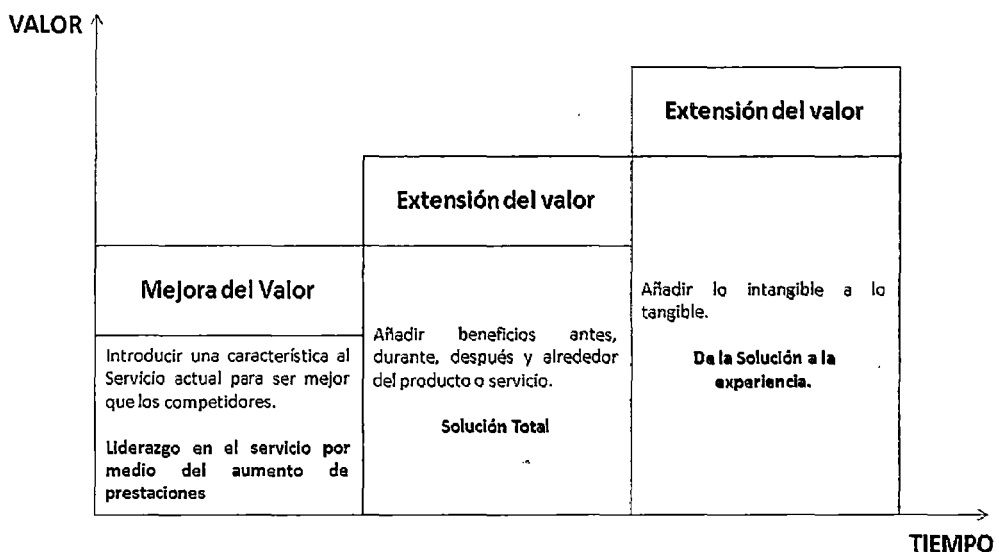 VALOR
Extensión del valor
Extensión del valor
Mejora del Valor
Introducir una característica al
Servicio actual para ser mejor
que los competidores.
Liderazgo en el servicio por
medio del aumento de
prestaciones
Añadir beneficios antes,
durante, después y alrededor
del producto o servicio.
Solución Total
Añadir lo intangible a lo
tangible.
De la Solución a la
experiencia.
TIEMPO